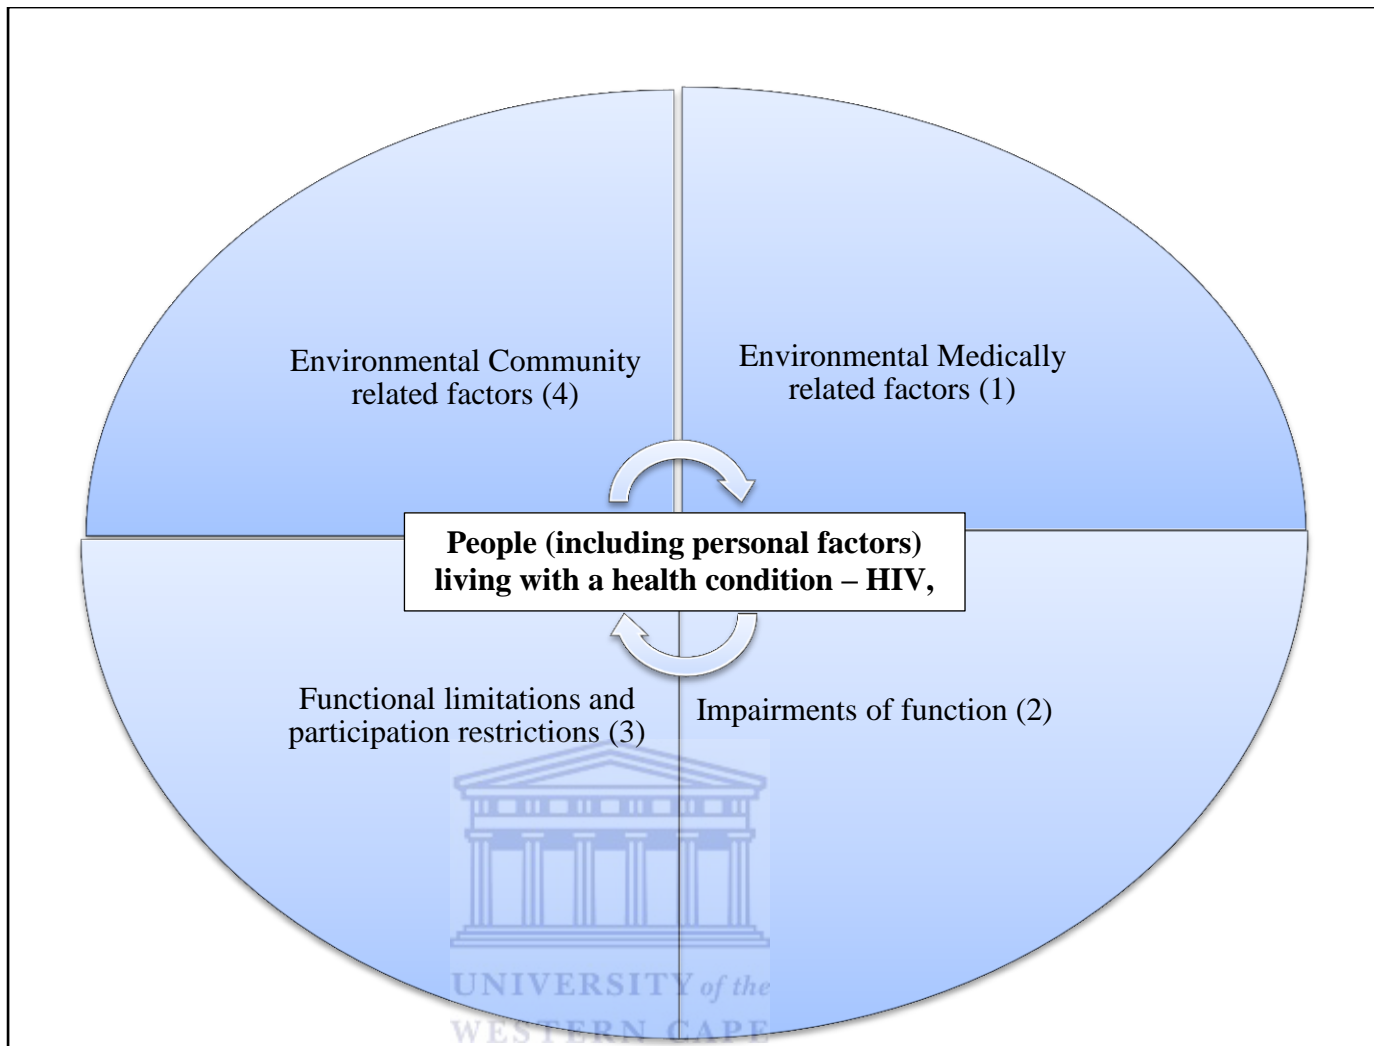 Environmental Community
related factors (4)
Environmental Medically
related factors (1)
People (including personal factors)
living with a health condition – HIV,
Functional limitations and
participation restrictions (3)
Impairments of function (2)
UNIVERSITY of the
WESTERN CAPE